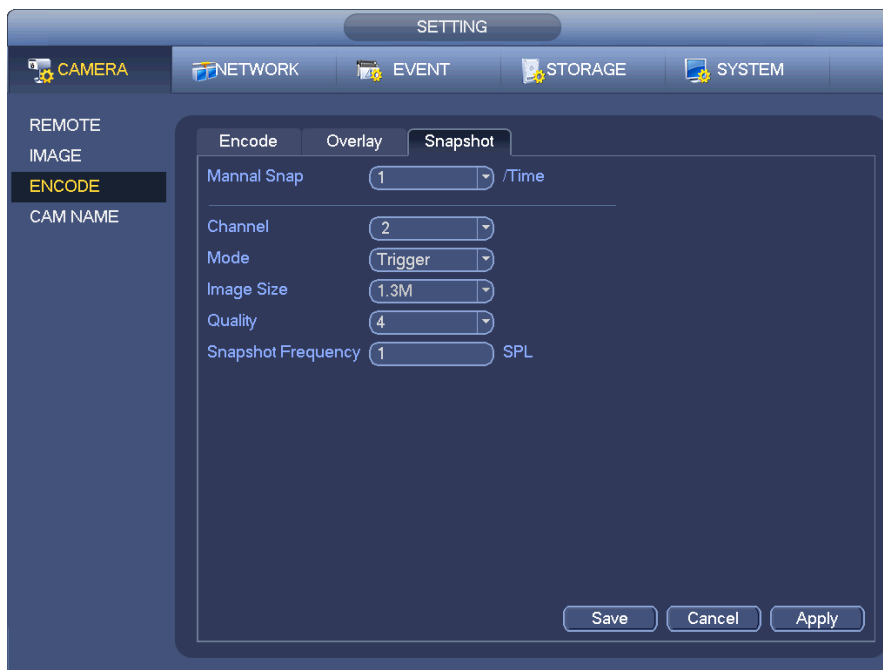 SETTING
CAMERA NETWORK EVENT STORAGE SYSTEM
REMOTE
IMAGE
ENCODE
CAM NAME
Encode Overlay Snapshot
Mannal Snap 1 /Time
Channel 2
Mode Trigger
Image Size 1.3M
Quality 4
Snapshot Frequency 1 SPL
Save Cancel Apply